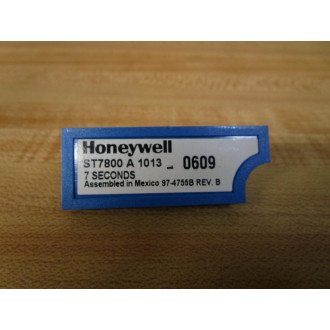 Honeywell
ST7800 A 1013 0609
7 SECONDS
Assembled in Mexico 97-4755B REV. B